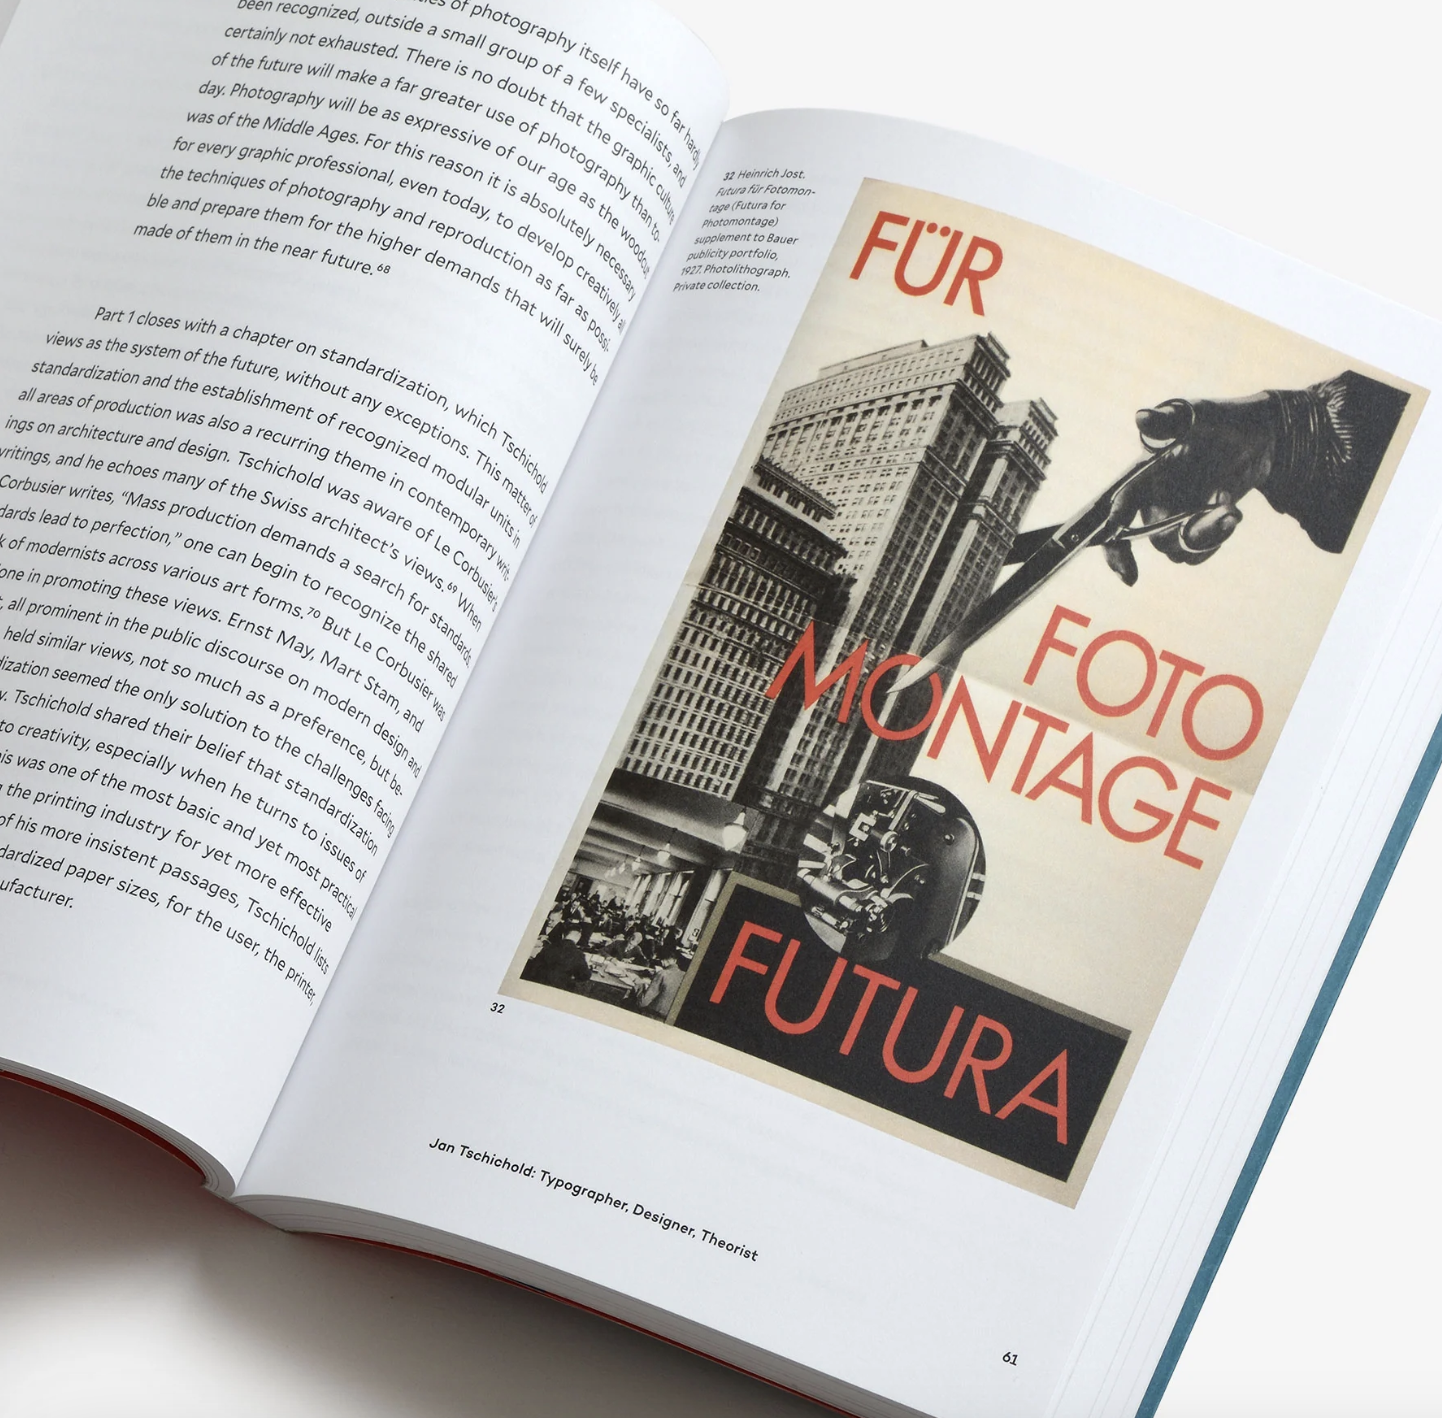 of photography itself have so far hardly
been recognized, outside a small group of a few specialists, and
certainly not exhausted. There is no doubt that the graphic culture
of the future will make a far greater use of photography than to-
day. Photography will be as expressive of our age as the woodcut
was of the Middle Ages. For this reason it is absolutely necessary
for every graphic professional, even today, to develop creatively all
the techniques of photography and reproduction as far as possi-
ble and prepare them for the higher demands that will surely be
made of them in the near future.68
Part 1 closes with a chapter on standardization, which Tschichold
views as the system of the future, without any exceptions. This matter of
standardization and the establishment of recognized modular units in
all areas of production was also a recurring theme in contemporary writ-
ings on architecture and design. Tschichold was aware of Le Corbusier's
writings, and he echoes many of the Swiss architect's views.69 When
Corbusier writes, “Mass production demands a search for standards,
lead to perfection,” one can begin to recognize the shared
of modernists across various art forms.70 But Le Corbusier was
in promoting these views. Ernst May, Mart Stam, and
all prominent in the public discourse on modern design and
held similar views, not so much as a preference, but be-
seemed the only solution to the challenges facing
Tschichold shared their belief that standardization
to creativity, especially when he turns to issues of
was one of the most basic and yet most practical
the printing industry for yet more effective
of his more insistent passages, Tschichold lists
paper sizes, for the user, the printer,
32 Heinrich Jost.
Futura für Fotomon-
tage (Futura for
Photomontage)
supplement to Bauer
publicity portfolio,
1927. Photolithograph.
Private collection.
FÜR
FOTO
MONTAGE
FUTURA
32
Jan Tschichold: Typographer, Designer, Theorist
61